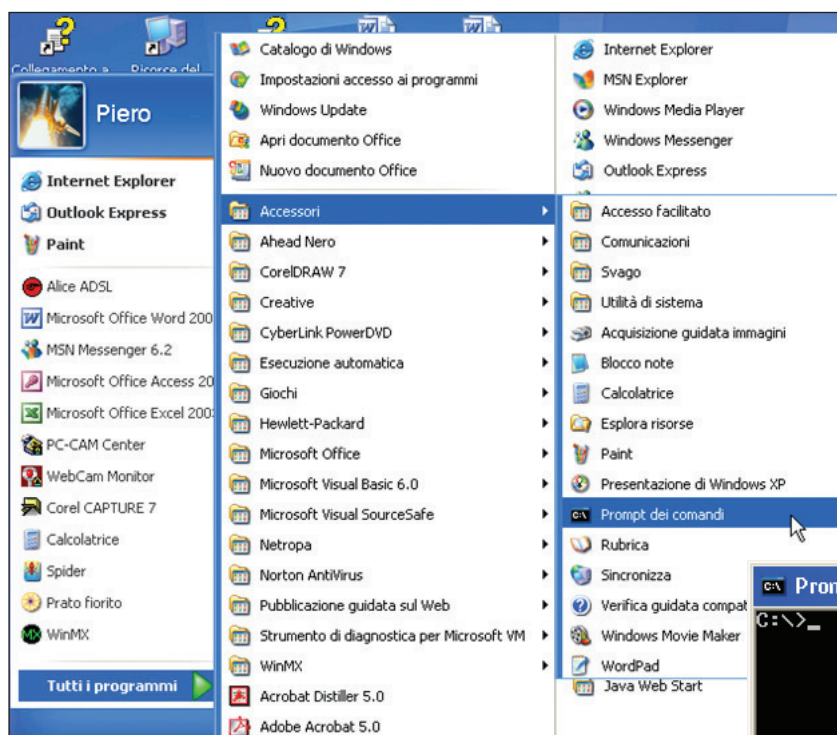 Collegamento a
Risorse del
Piero
Internet Explorer
Outlook Express
Paint
Alice ADSL
Microsoft Office Word 200
MSN Messenger 6.2
Microsoft Office Access 20
Microsoft Office Excel 200
PC-CAM Center
WebCam Monitor
Corel CAPTURE 7
Calcolatrice
Spider
Prato fiorito
WinMX
Tutti i programmi
Catalogo di Windows
Impostazioni accesso ai programmi
Windows Update
Apri documento Office
Nuovo documento Office
Accessori
Ahead Nero
CorelDRAW 7
Creative
CyberLink PowerDVD
Esecuzione automatica
Giochi
Hewlett-Packard
Microsoft Office
Microsoft Visual Basic 6.0
Microsoft Visual SourceSafe
Netropa
Norton AntiVirus
Pubblicazione guidata sul Web
Strumento di diagnostica per Microsoft VM
WinMX
Acrobat Distiller 5.0
Adobe Acrobat 5.0
Internet Explorer
MSN Explorer
Windows Media Player
Windows Messenger
Outlook Express
Accesso facilitato
Comunicazioni
Svago
Utilità di sistema
Acquisizione guidata immagini
Blocco note
Calcolatrice
Esplora risorse
Paint
Presentazione di Windows XP
Prompt dei comandi
Rubrica
Sincronizza
Verifica guidata compat
Windows Movie Maker
WordPad
Java Web Start
Pron
C:\>_